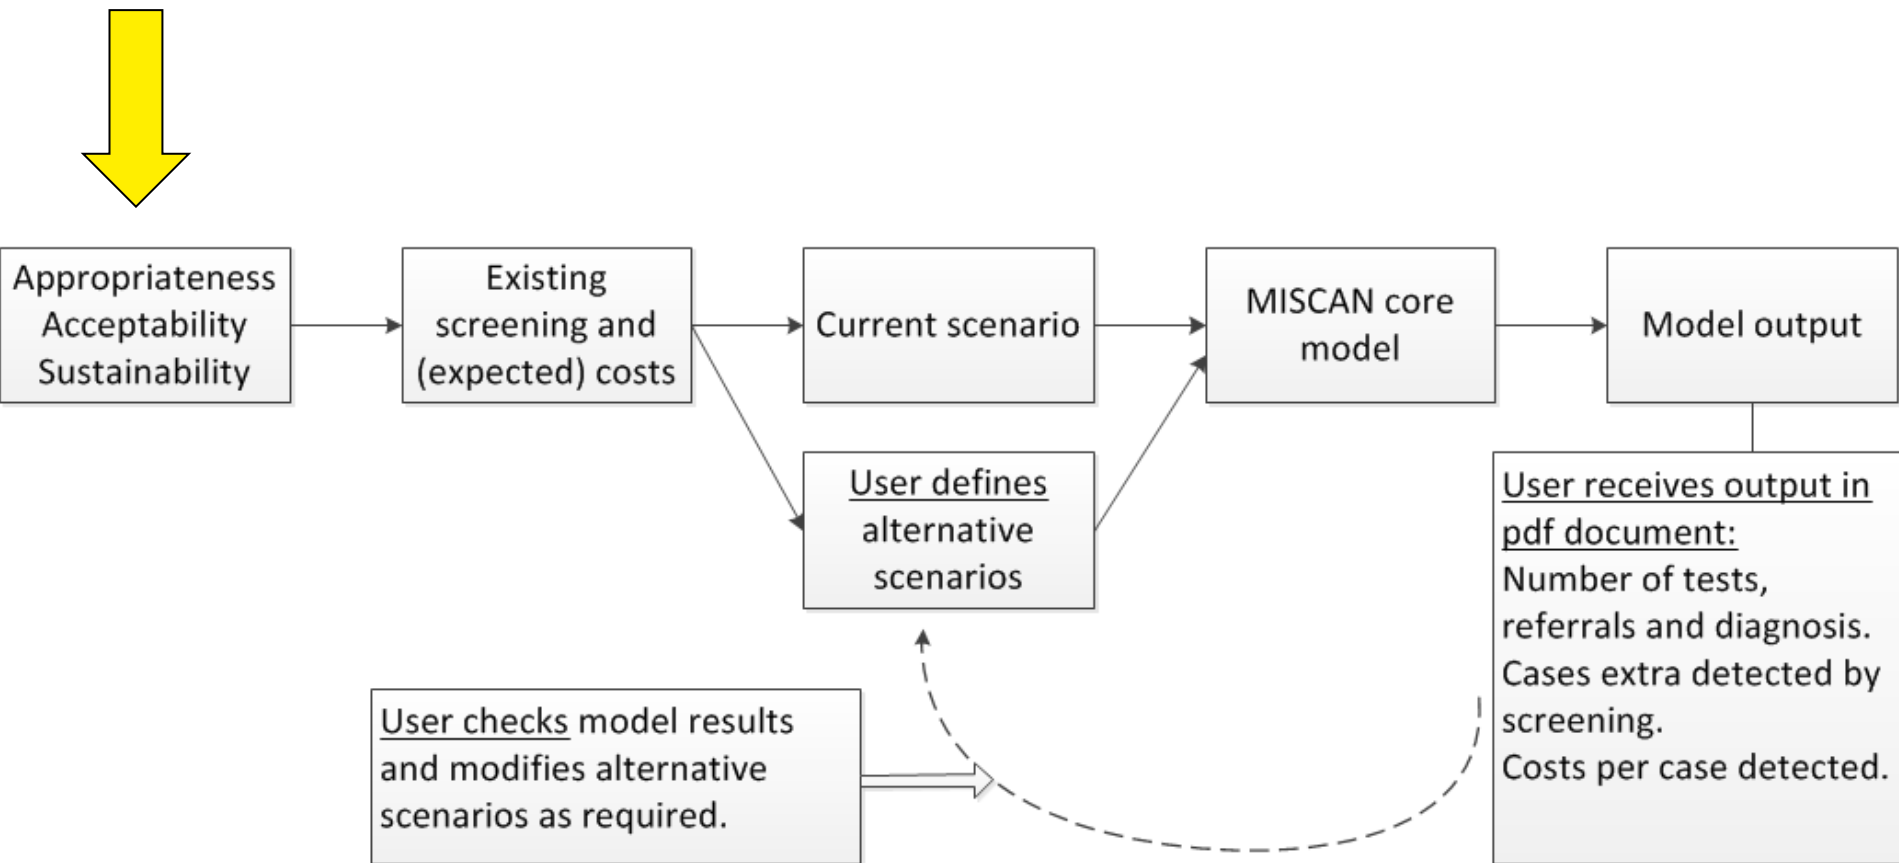 Appropriateness
Acceptability
Sustainability
Existing
screening and
(expected) costs
Current scenario
MISCAN core
model
Model output
User defines
alternative
scenarios
User receives output in
pdf document:
Number of tests,
referrals and diagnosis.
Cases extra detected by
screening.
Costs per case detected.
User checks model results
and modifies alternative
scenarios as required.